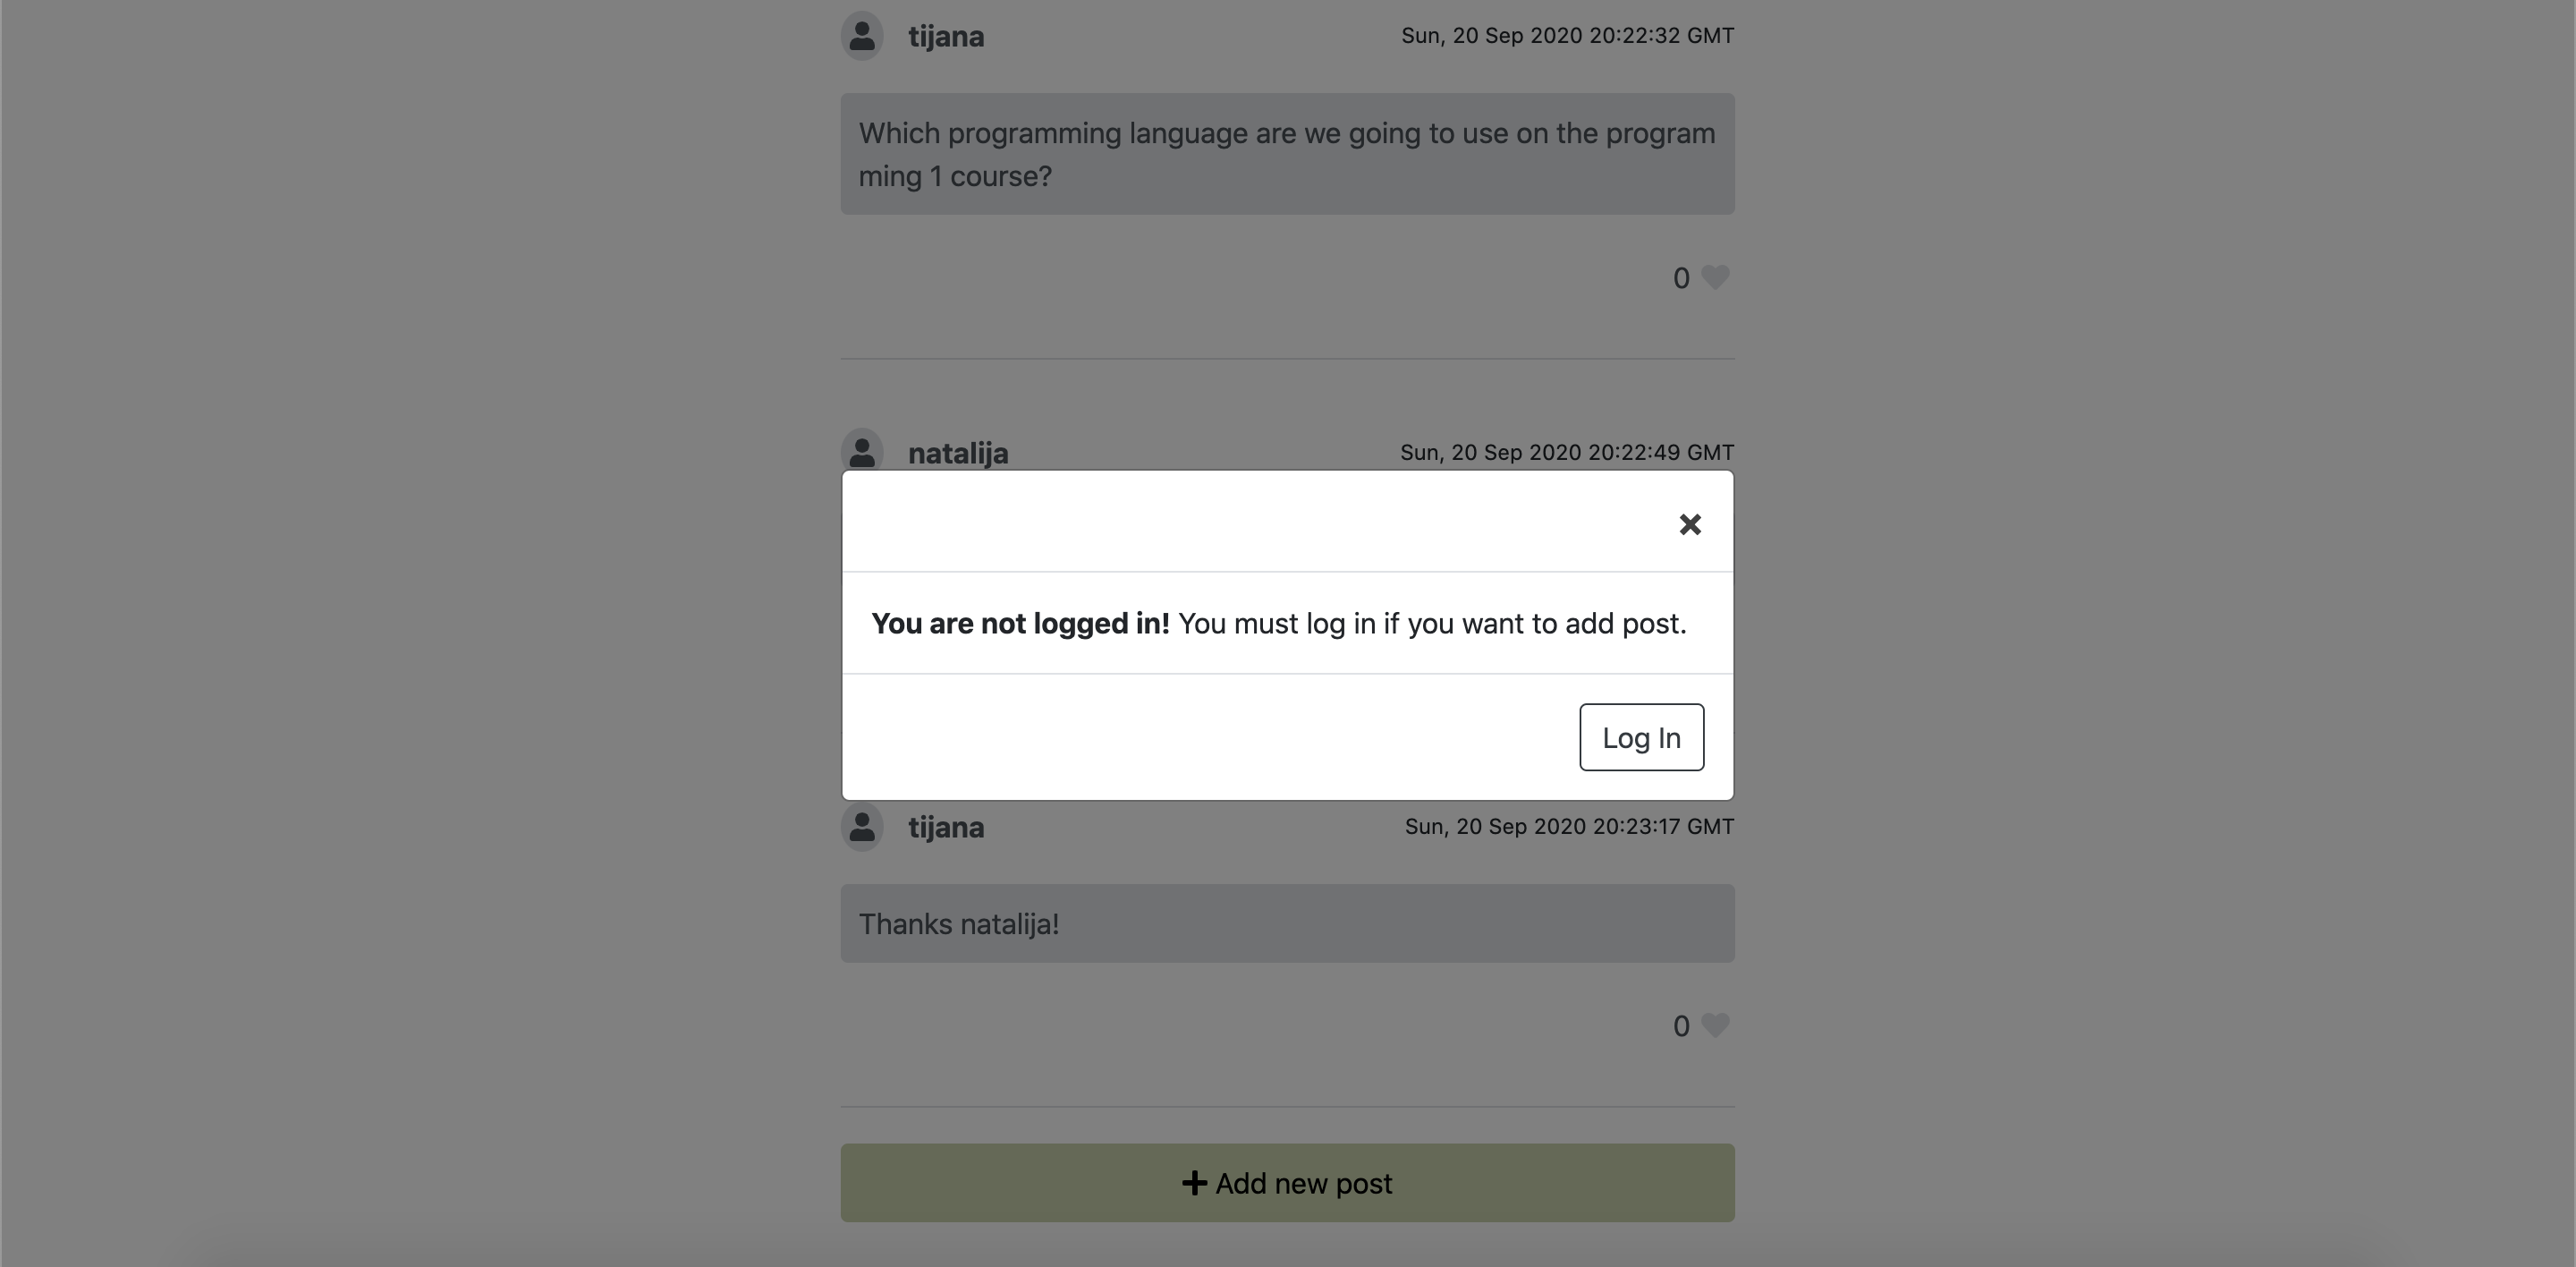 tijana
Sun, 20 Sep 2020 20:22:32 GMT
Which programming language are we going to use on the program
ming 1 course?
0
natalija
Sun, 20 Sep 2020 20:22:49 GMT
You are not logged in! You must log in if you want to add post.
Log In
tijana
Sun, 20 Sep 2020 20:23:17 GMT
Thanks natalija!
0
Add new post